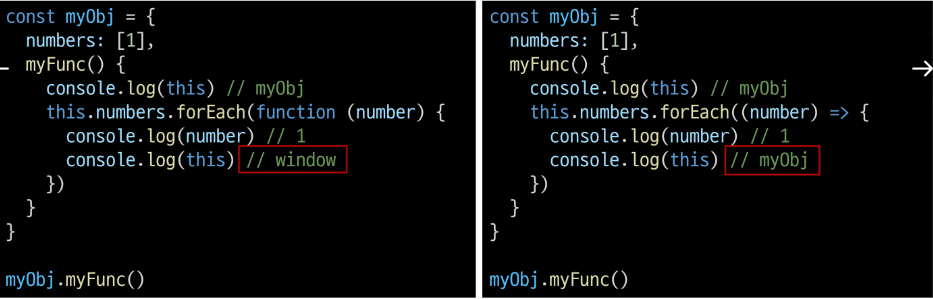 const myObj = {
  numbers: [1],
  myFunc() {
    console.log(this) // myObj
    this.numbers.forEach(function (number) {
      console.log(number) // 1
      console.log(this) // window
    })
  }
}

myObj.myFunc()

const myObj = {
  numbers: [1],
  myFunc() {
    console.log(this) // myObj
    this.numbers.forEach((number) => {
      console.log(number) // 1
      console.log(this) // myObj
    })
  }
}

myObj.myFunc()